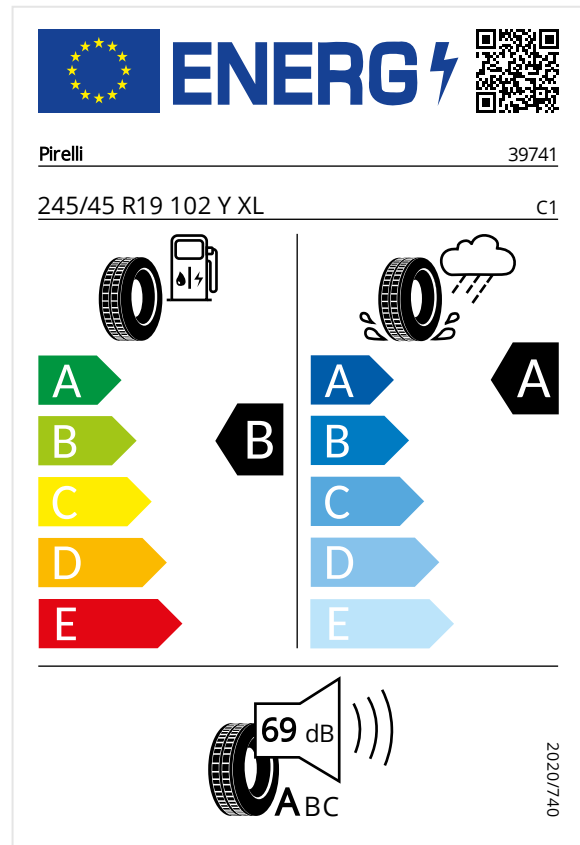 ENERG
Pirelli 39741
245/45 R19 102 Y XL C1
A A A
B B B
C C
D D
E E
69 dB
ABC
2020/740